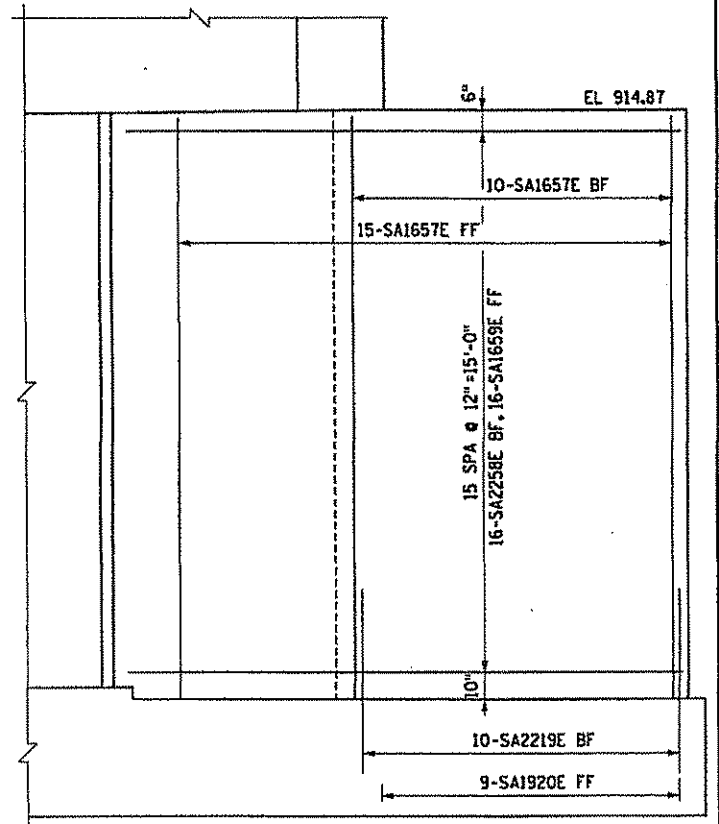 6"
EL 914.87
10-SA1657E BF
15-SA1657E FF
15 SPA @ 12"=15'-0"
16-SA2258E BF, 16-SA1659E FF
10"
10-SA2219E BF
9-SA1920E FF